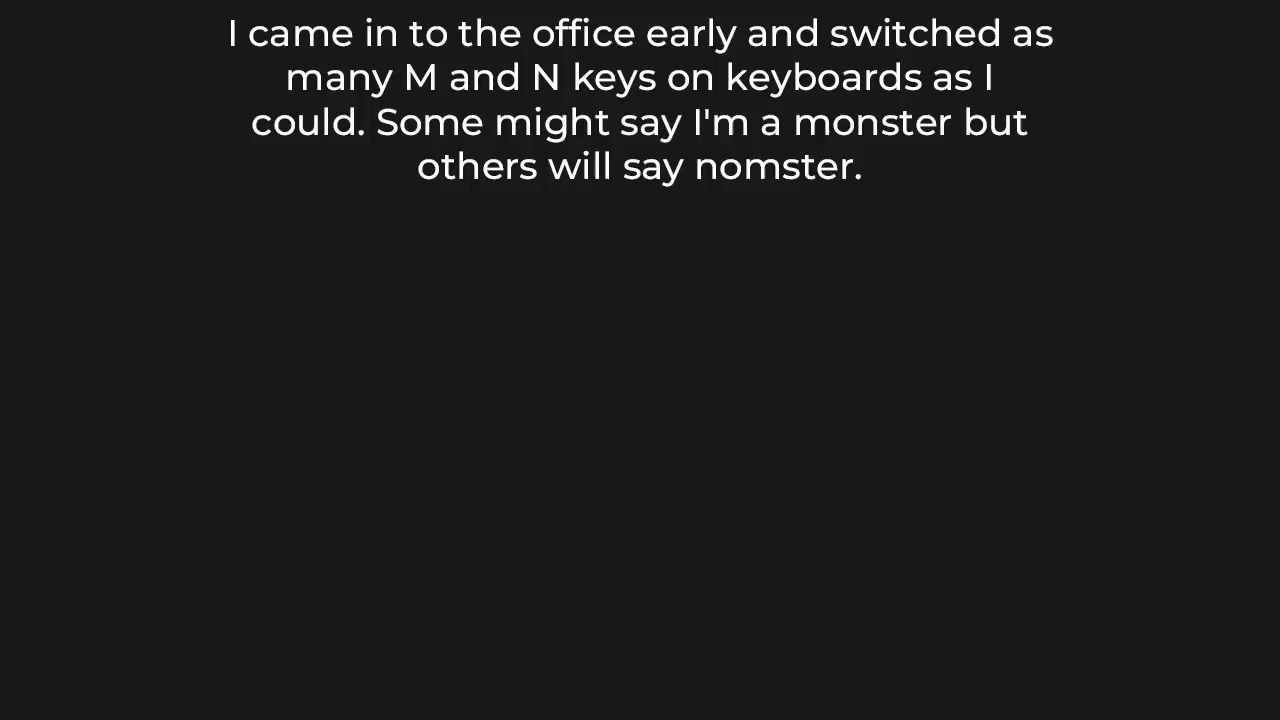 I came in to the office early and switched as
many M and N keys on keyboards as I
could. Some might say I'm a monster but
others will say nomster.